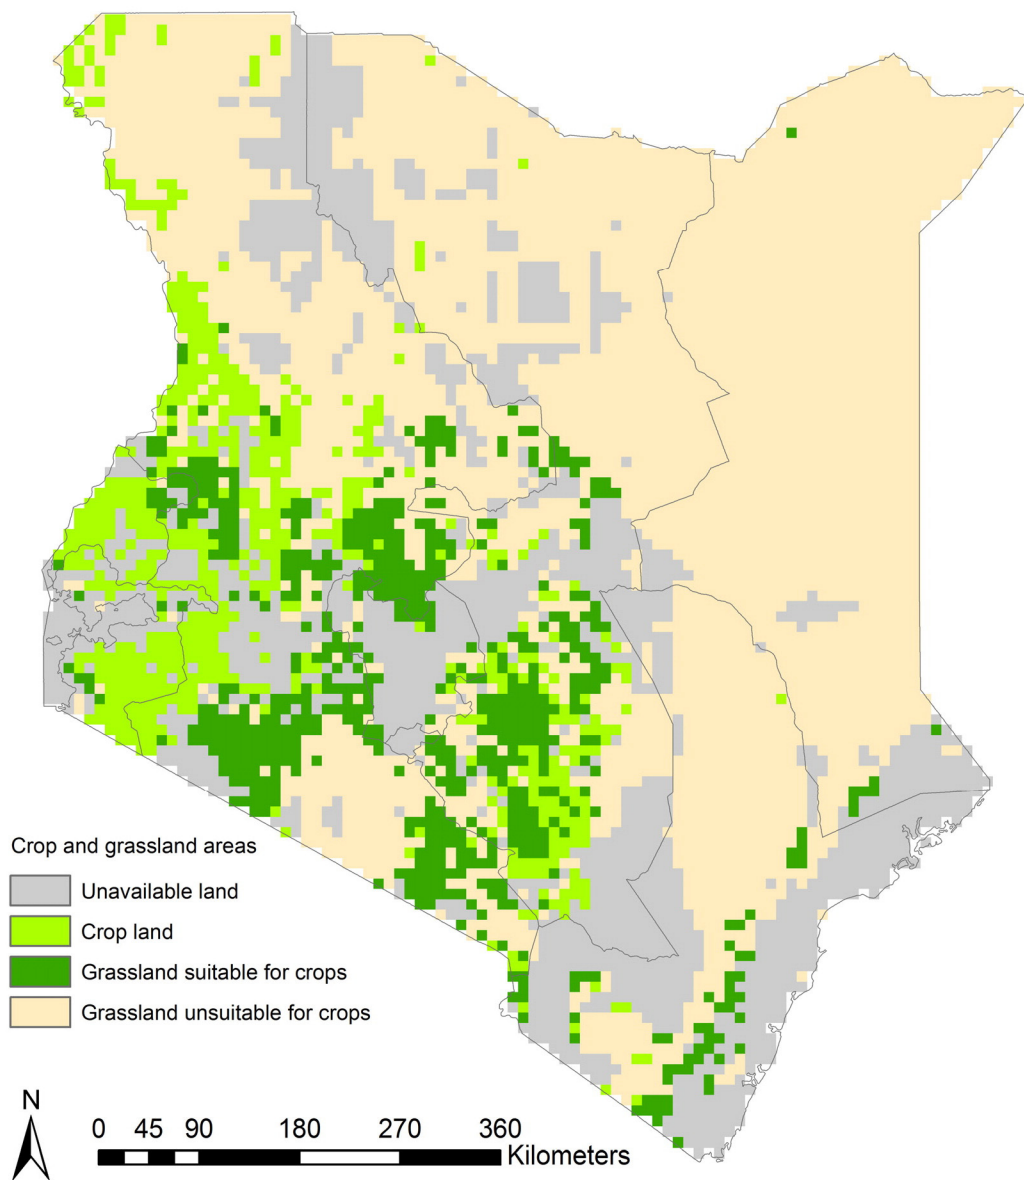 Crop and grassland areas
Unavailable land
Crop land
Grassland suitable for crops
Grassland unsuitable for crops
N
0 45 90 180 270 360
Kilometers